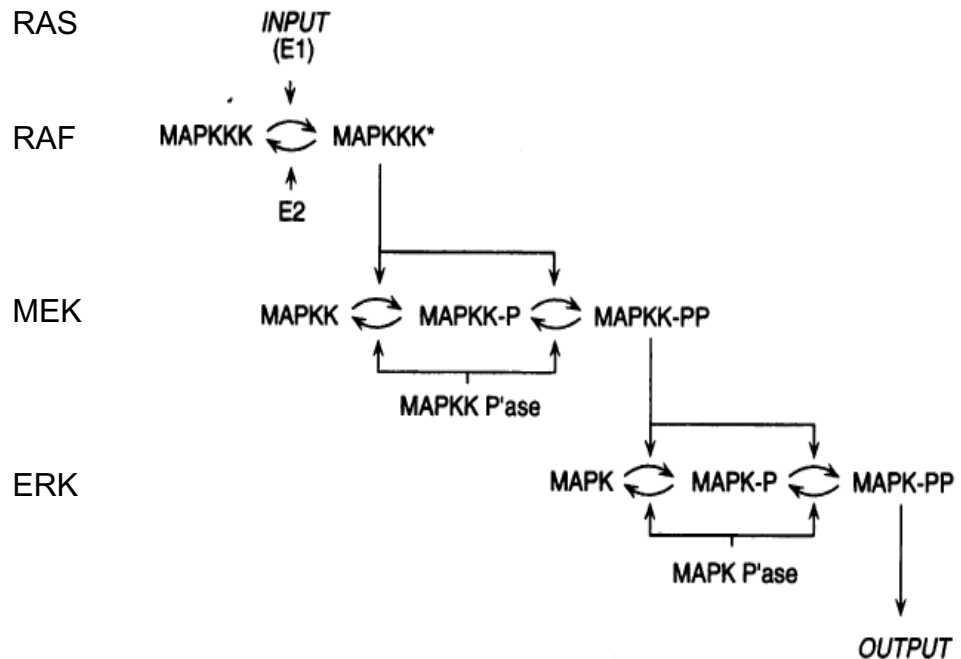 RAS
INPUT
(E1)
RAF
MAPKKK
MAPKKK*
E2
MEK
MAPKK
MAPKK-P
MAPKK-PP
MAPKK P'ase
ERK
MAPK
MAPK-P
MAPK-PP
MAPK P'ase
OUTPUT